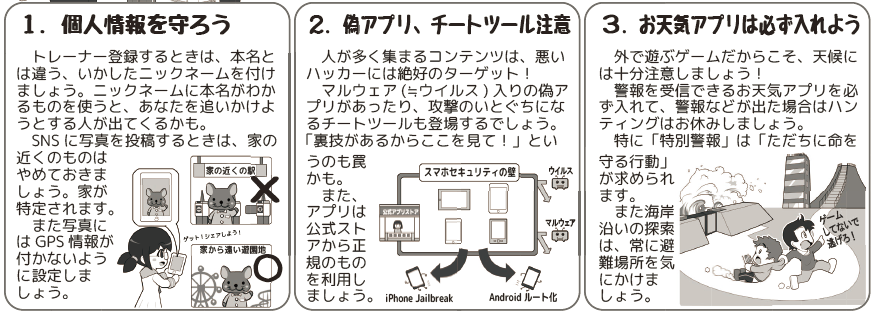 1. 個人情報を守ろう
トレーナー登録するときは、本名と
は違う、いかしたニックネームを付け
ましょう。ニックネームに本名がわか
るものを使うと、あなたを追いかけよ
うとする人が出てくるかも。
SNSに写真を投稿するときは、家の
近くのものは
やめておきま
しょう。家が
特定されます。
また写真に
はGPS情報が
付かないよう
に設定しま
しょう。
家の近くの駅
ゲット!シェアしよう!
家から遠い遊園地
2. 偽アプリ、チートツール注意
人が多く集まるコンテンツは、悪い
ハッカーには絶好のターゲット!
マルウェア(≒ウイルス)入りの偽ア
プリがあったり、攻撃のいとぐちにな
るチートツールも登場するでしょう。
「裏技があるからここを見て!」とい
うのも罠
かも。
また、
アプリは
公式スト
アから正
規のもの
を利用し
ましょう。
スマホセキュリティの壁
ウイルス
マルウェア
公式アプリストア
iPhone Jailbreak
Android ルート化
3. お天気アプリは必ず入れよう
外で遊ぶゲームだからこそ、天候に
は十分注意しましょう!
警報を受信できるお天気アプリを必
ず入れて、警報などが出た場合はハン
ティングはお休みしましょう。
特に「特別警報」は「ただちに命を
守る行動」
が求められ
ます。
また海岸
沿いの探索
は、常に避
難場所を気
にかけま
しょう。
ゲーム
してないで
逃げろ!